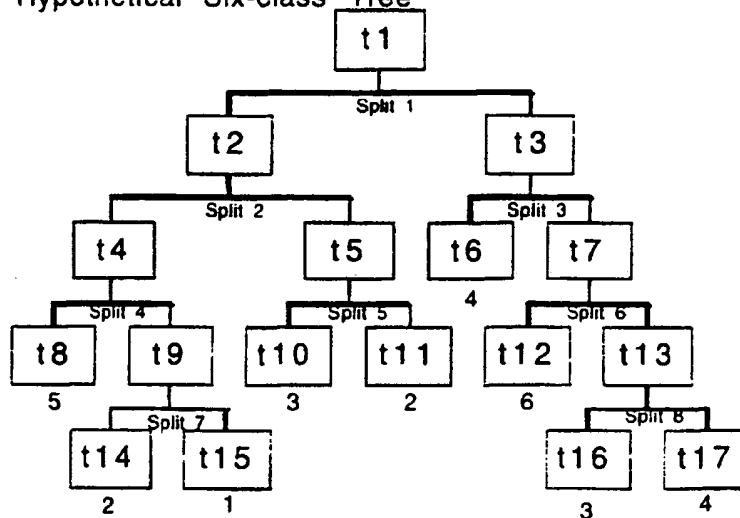 Hypothetical Six-class Tree
t1
Split 1
t2 t3
Split 2 Split 3
t4 t5 t6 t7
4
Split 4 Split 5 Split 6
t8 t9 t10 t11 t12 t13
5 3 2 6
Split 7 Split 8
t14 t15 t16 t17
2 1 3 4